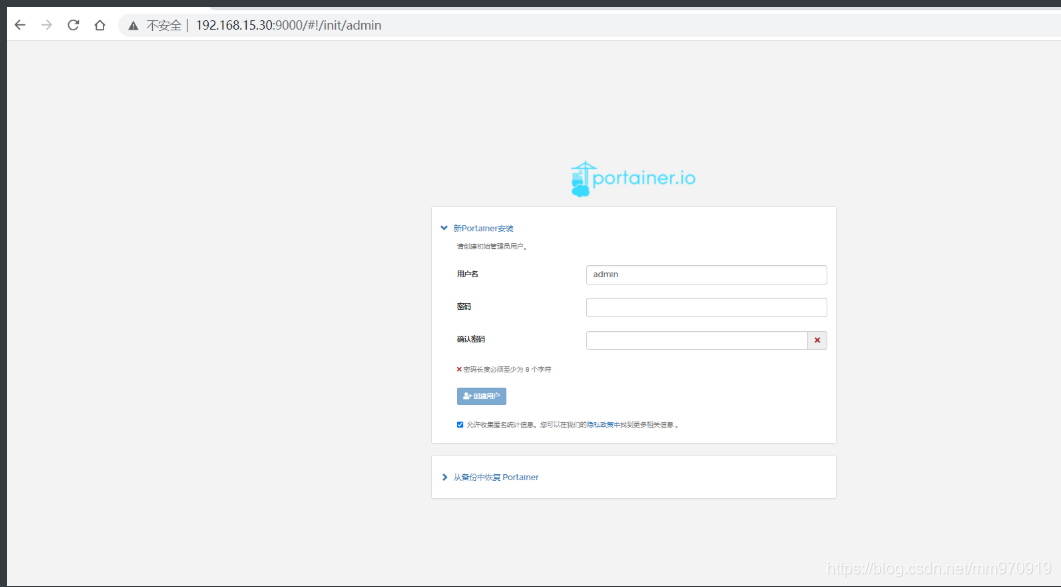 不安全 | 192.168.15.30:9000/#!/init/admin
portainer.io
新Portainer安装
请创建初始管理员用户。
用户名 admin
密码
确认密码
密码长度必须至少为 8 个字符
创建用户
允许收集匿名统计信息。您可以在我们的隐私政策中找到更多相关信息 。
从备份中恢复 Portainer
https://blog.csdn.net/mm970919